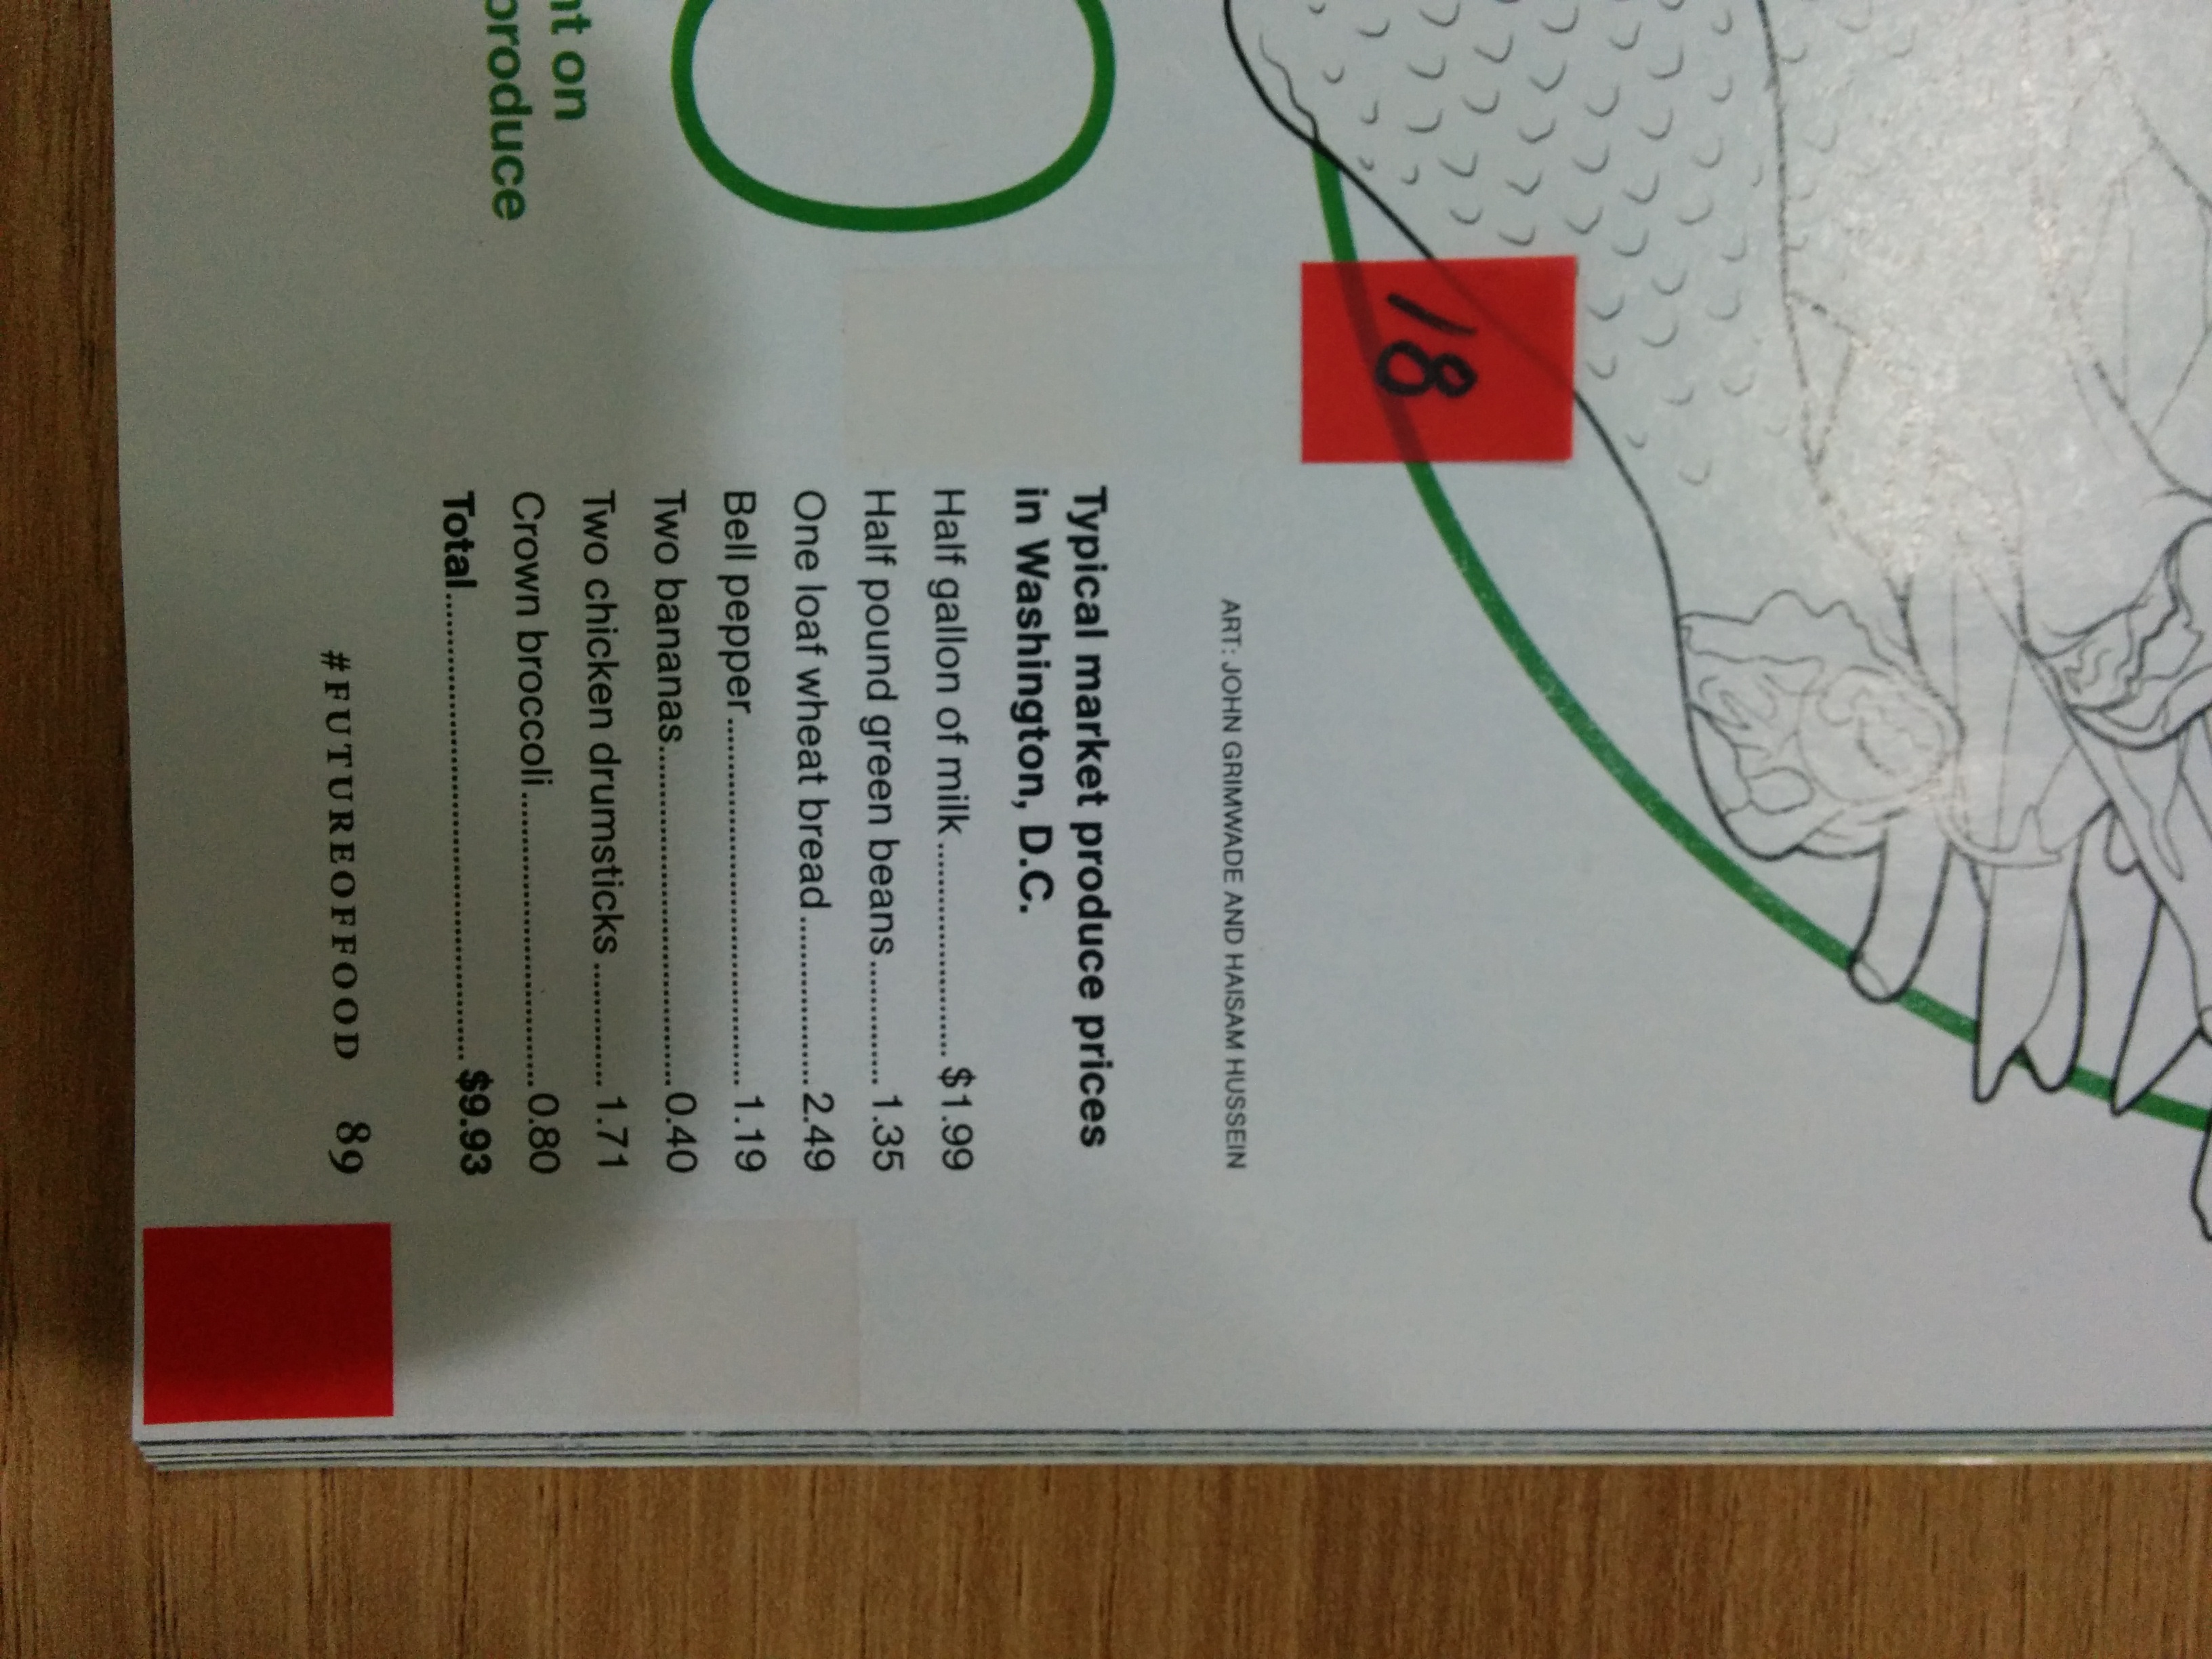 nt on
produce
18
ART: JOHN GRIMWADE AND HAISAM HUSSEIN
Typical market produce prices
in Washington, D.C.
Half gallon of milk........................ $1.99
Half pound green beans............. 1.35
One loaf wheat bread................. 2.49
Bell pepper..................................... 1.19
Two bananas..................................0.40
Two chicken drumsticks............. 1.71
Crown broccoli..............................0.80
Total.................................................. $9.93
#FUTUREOFFOOD 89